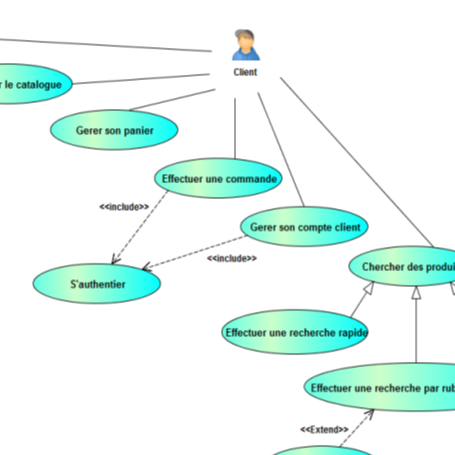 Client
r le catalogue
Gerer son panier
Effectuer une commande
<<include>>
Gerer son compte client
<<include>>
S'authentier
Chercher des produi
Effectuer une recherche rapide
Effectuer une recherche par rub
<<Extend>>